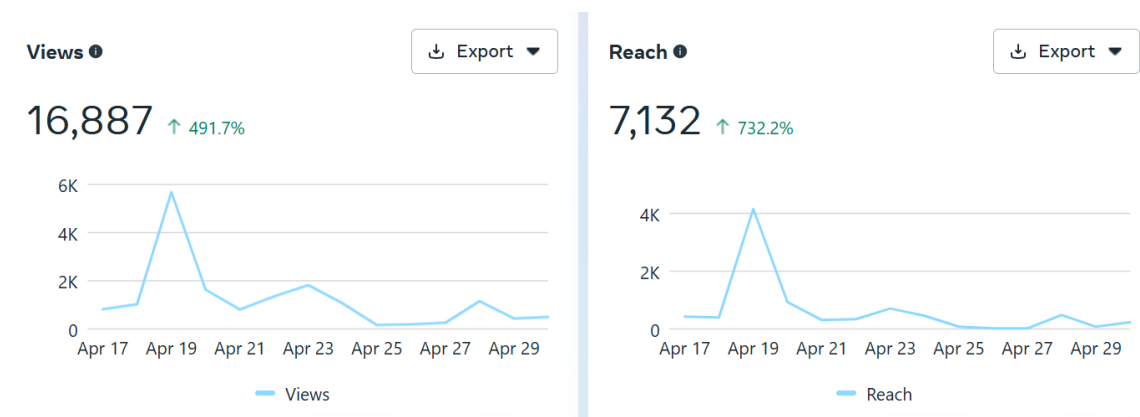 Views
Export
16,887
491.7%
6K
4K
2K
0
Apr 17 Apr 19 Apr 21 Apr 23 Apr 25 Apr 27 Apr 29
Views
Reach
Export
7,132
732.2%
4K
2K
0
Apr 17 Apr 19 Apr 21 Apr 23 Apr 25 Apr 27 Apr 29
Reach